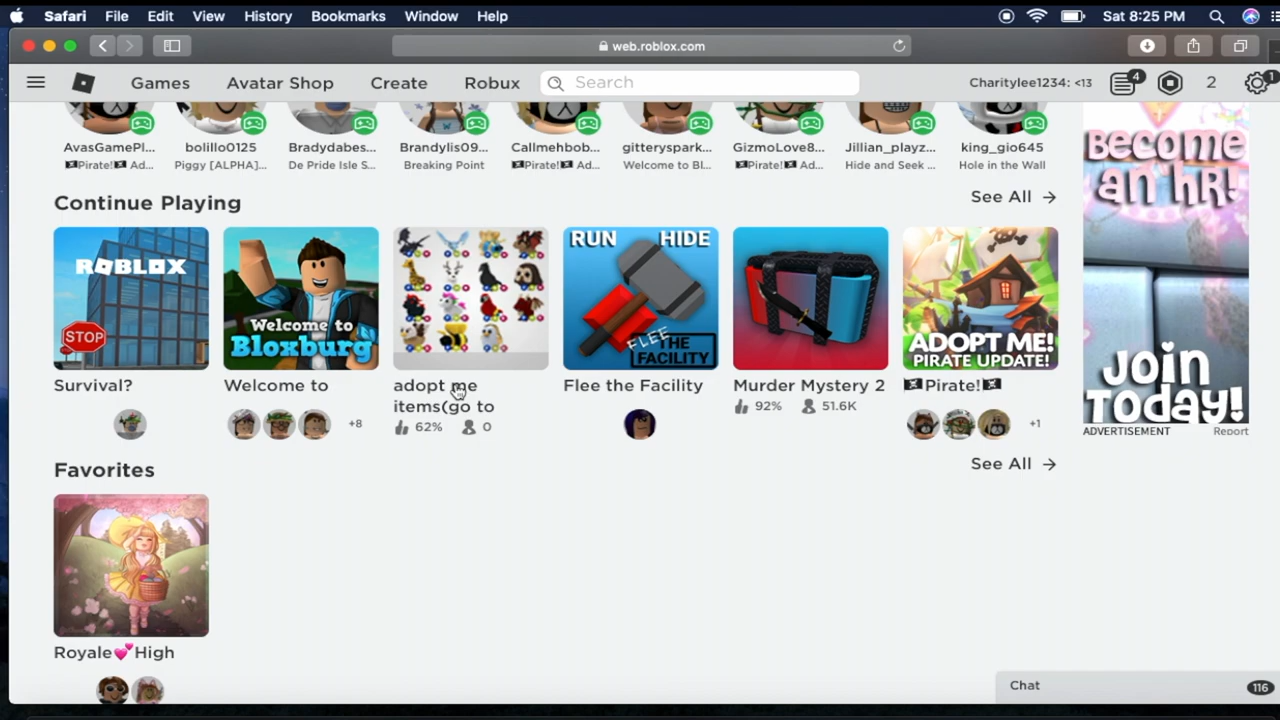 Safari File Edit View History Bookmarks Window Help Sat 8:25 PM
web.roblox.com
Games Avatar Shop Create Robux Search Charitylee1234: <13 4 2 1
AvasGamePl... bolillo0125 Bradydabes... Brandylis09... Callmehbob... gitteryspark... GizmoLove8... Jillian_playz... king_gio645
🏴‍☠️Pirate!🏴‍☠️ Ad... Piggy [ALPHA]... De Pride Isle S... Breaking Point 🏴‍☠️Pirate!🏴‍☠️ Ad... Welcome to Bl... 🏴‍☠️Pirate!🏴‍☠️ Ad... Hide and Seek ... Hole in the Wall
Continue Playing
See All →
ROBLOX
STOP
Welcome to
Bloxburg
RUN HIDE
FLEE
THE
FACILITY
ADOPT ME!
PIRATE UPDATE!
Survival? Welcome to adopt me Flee the Facility Murder Mystery 2 🏴‍☠️Pirate!🏴‍☠️
items(go to
62% 0
92% 51.6K
+8
+1
BECOME
an HR!
JOIN
TODAY!
ADVERTISEMENT Report
Favorites
See All →
Royale💕High
Chat 116